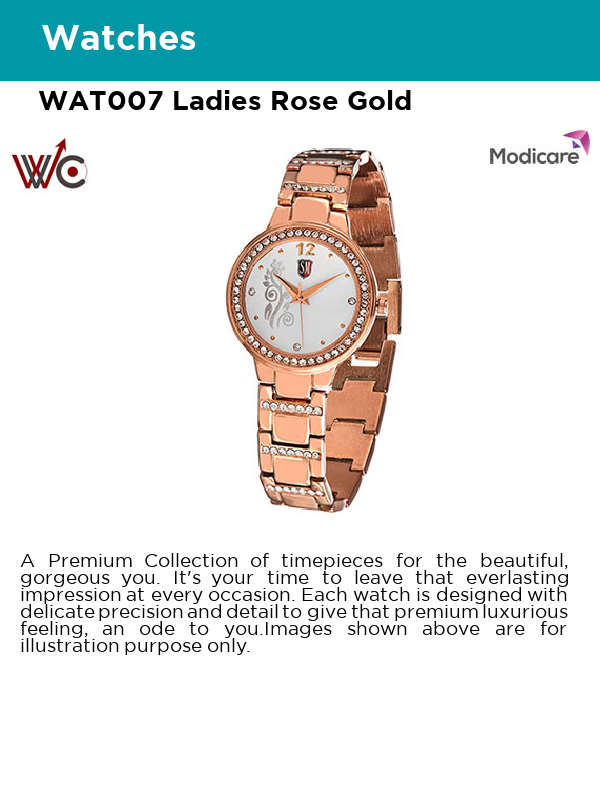 Watches
WAT007 Ladies Rose Gold
WC
Modicare
12
A Premium Collection of timepieces for the beautiful,
gorgeous you. It's your time to leave that everlasting
impression at every occasion. Each watch is designed with
delicate precision and detail to give that premium luxurious
feeling, an ode to you.Images shown above are for
illustration purpose only.